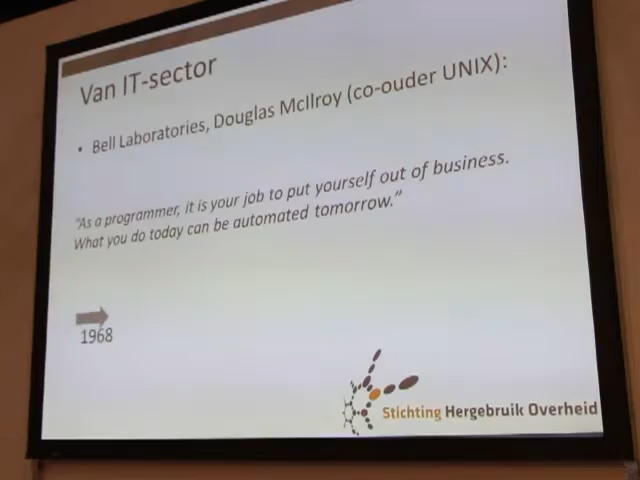 Van IT-sector
• Bell Laboratories, Douglas McIlroy (co-ouder UNIX):
“As a programmer, it is your job to put yourself out of business.
What you do today can be automated tomorrow.”
1968
Stichting Hergebruik Overheid